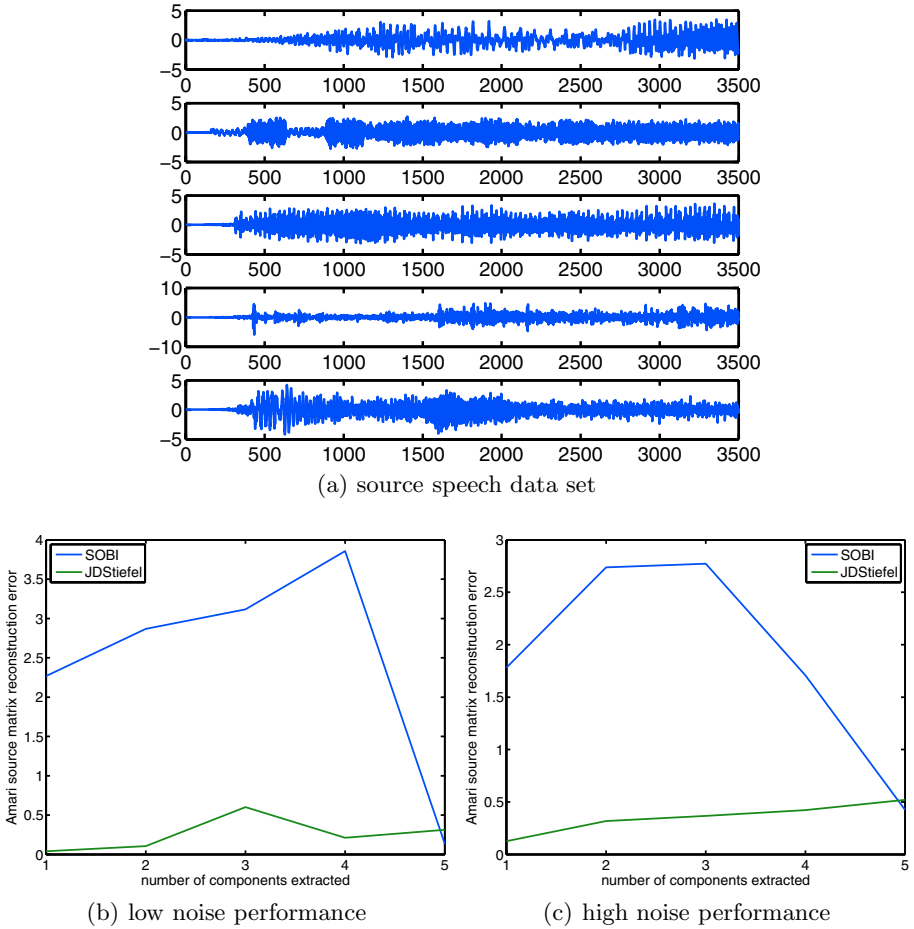 5
0
−5
0 500 1000 1500 2000 2500 3000 3500
5
0
−5
0 500 1000 1500 2000 2500 3000 3500
5
0
−5
0 500 1000 1500 2000 2500 3000 3500
10
0
−10
0 500 1000 1500 2000 2500 3000 3500
5
0
−5
0 500 1000 1500 2000 2500 3000 3500
(a) source speech data set
4
3.5
3
2.5
2
1.5
1
0.5
0
1 2 3 4 5
Amari source matrix reconstruction error
number of components extracted
SOBI
JDStiefel
(b) low noise performance
3
2.5
2
1.5
1
0.5
0
1 2 3 4 5
Amari source matrix reconstruction error
number of components extracted
SOBI
JDStiefel
(c) high noise performance